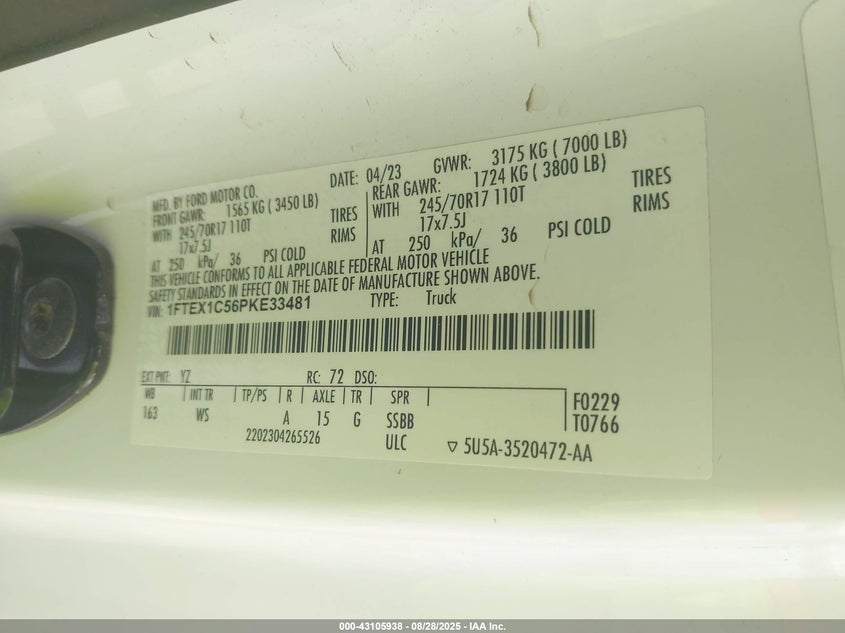 MFD. BY FORD MOTOR CO. DATE: 04/23 GVWR: 3175 KG ( 7000 LB)
FRONT GAWR: 1565 KG ( 3450 LB) REAR GAWR: 1724 KG ( 3800 LB)
WITH 245/70R17 110T TIRES WITH 245/70R17 110T TIRES
17x7.5J RIMS 17x7.5J RIMS
AT 250 kPa/ 36 PSI COLD AT 250 kPa/ 36 PSI COLD
THIS VEHICLE CONFORMS TO ALL APPLICABLE FEDERAL MOTOR VEHICLE
SAFETY STANDARDS IN EFFECT ON THE DATE OF MANUFACTURE SHOWN ABOVE.
VIN: 1FTEX1C56PKE33481 TYPE: Truck
EXT PNT: YZ RC: 72 DSO:
WB INT TR TP/PS R AXLE TR SPR
163 WS A 15 G SSBB
F0229
T0766
2202304265526 ULC ▽ 5U5A-3520472-AA
000-43105938 - 08/28/2025 - IAA Inc.